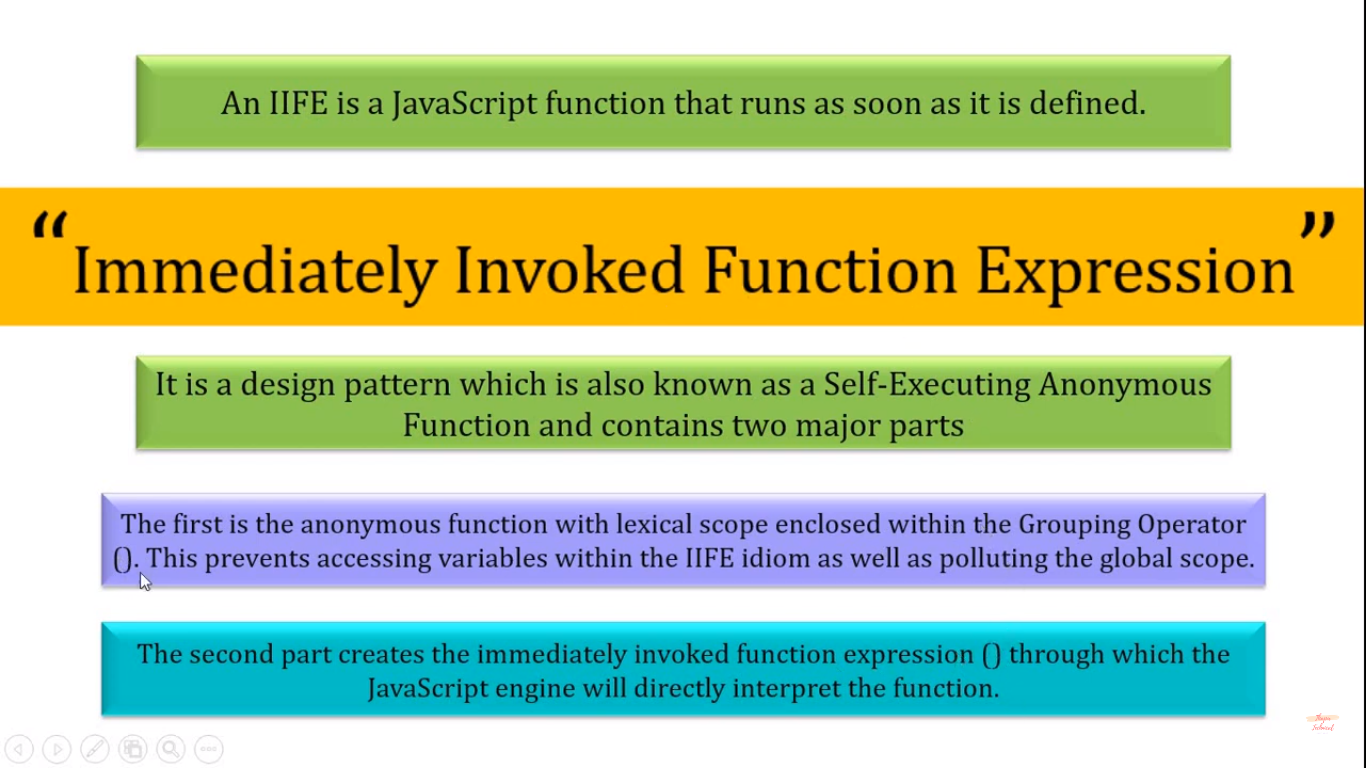 An IIFE is a JavaScript function that runs as soon as it is defined.
“Immediately Invoked Function Expression”
It is a design pattern which is also known as a Self-Executing Anonymous
Function and contains two major parts
The first is the anonymous function with lexical scope enclosed within the Grouping Operator
(). This prevents accessing variables within the IIFE idiom as well as polluting the global scope.
The second part creates the immediately invoked function expression () through which the
JavaScript engine will directly interpret the function.